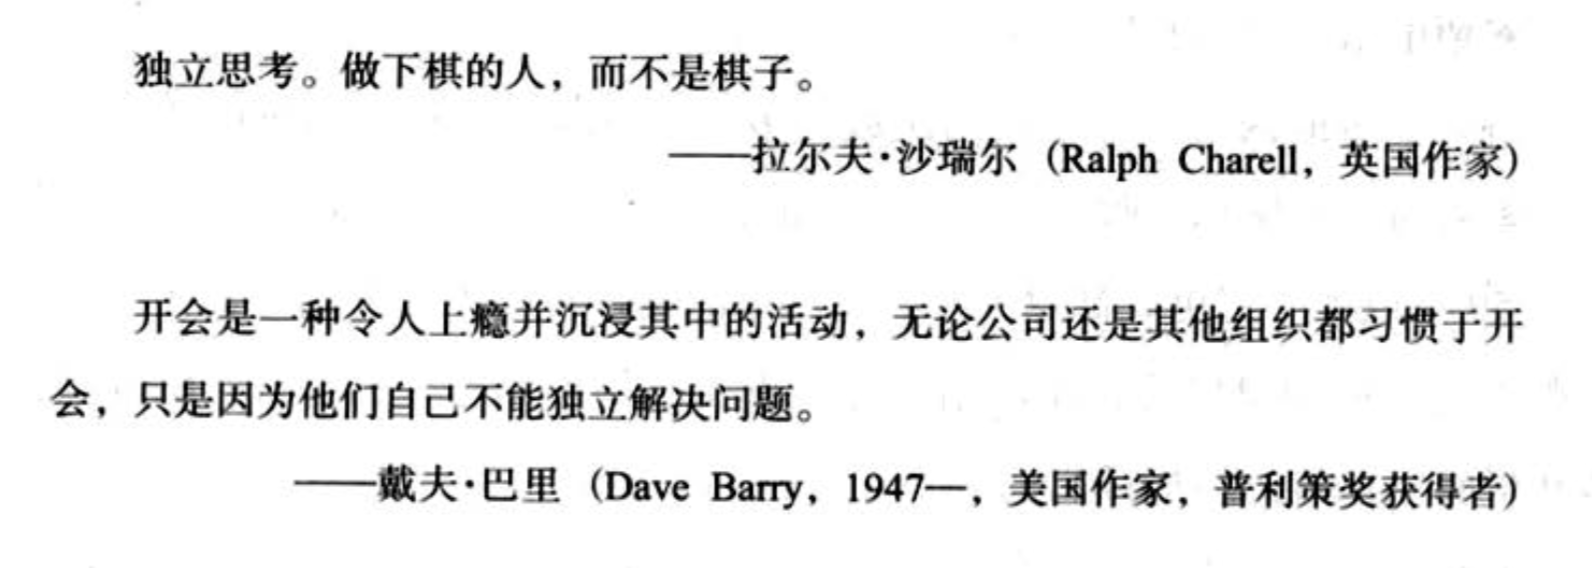 独立思考。做下棋的人，而不是棋子。
——拉尔夫·沙瑞尔（Ralph Charell，英国作家）
开会是一种令人上瘾并沉浸其中的活动，无论公司还是其他组织都习惯于开
会，只是因为他们自己不能独立解决问题。
——戴夫·巴里（Dave Barry，1947—，美国作家，普利策奖获得者）